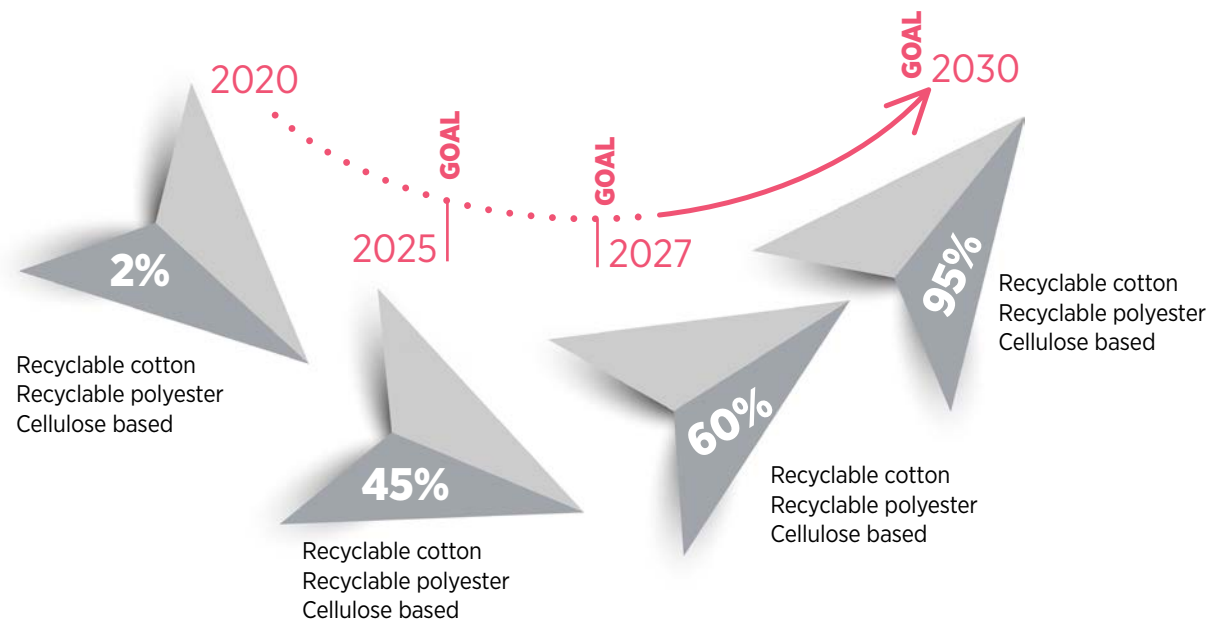 2020
2%
Recyclable cotton
Recyclable polyester
Cellulose based
GOAL
2025
45%
Recyclable cotton
Recyclable polyester
Cellulose based
GOAL
2027
60%
Recyclable cotton
Recyclable polyester
Cellulose based
GOAL
2030
95%
Recyclable cotton
Recyclable polyester
Cellulose based